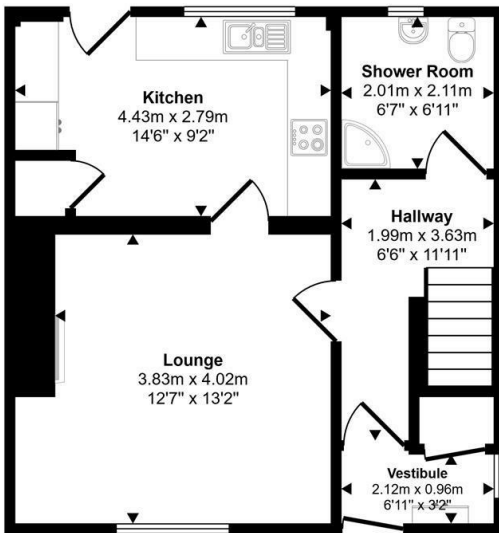 Kitchen
4.43m x 2.79m
14'6" x 9'2"
Shower Room
2.01m x 2.11m
6'7" x 6'11"
Hallway
1.99m x 3.63m
6'6" x 11'11"
Lounge
3.83m x 4.02m
12'7" x 13'2"
Vestibule
2.12m x 0.96m
6'11" x 3'2"